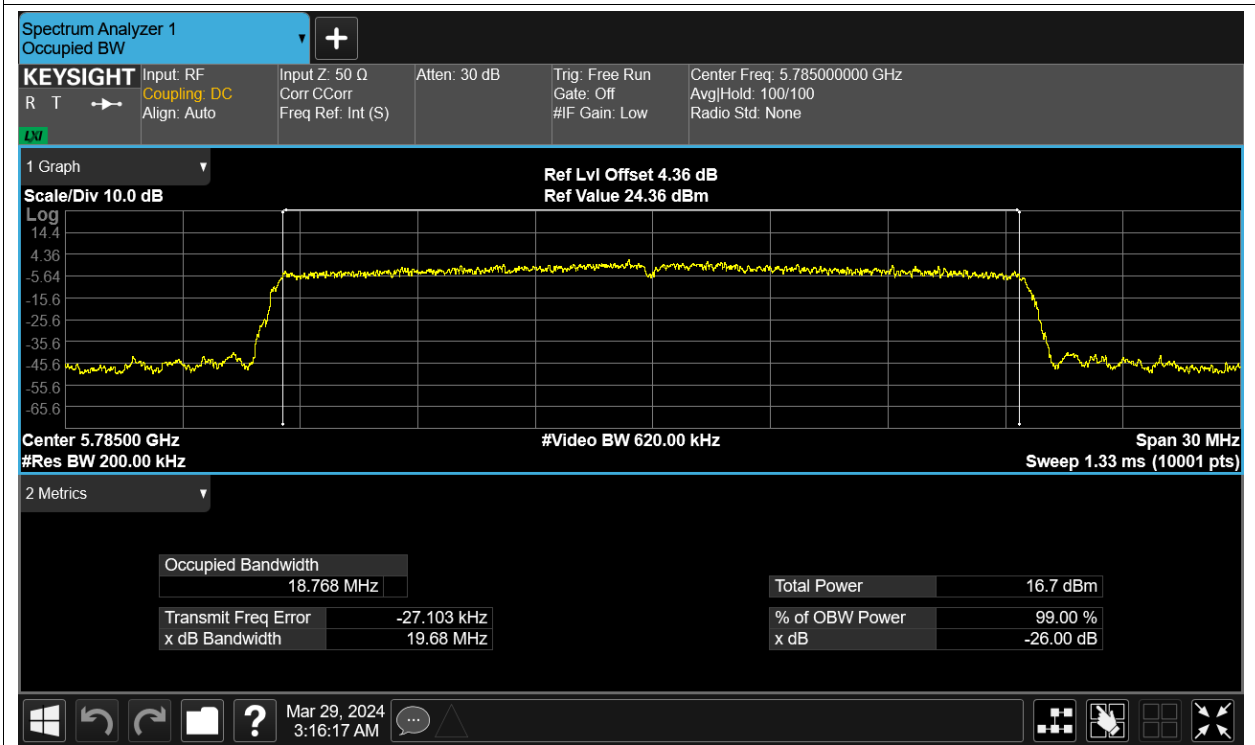 Spectrum Analyzer 1
Occupied BW
KEYSIGHT
R T
LXI
Input: RF
Coupling: DC
Align: Auto
Input Z: 50 Ω
Corr CCorr
Freq Ref: Int (S)
Atten: 30 dB
Trig: Free Run
Gate: Off
#IF Gain: Low
Center Freq: 5.785000000 GHz
Avg|Hold: 100/100
Radio Std: None
1 Graph
Scale/Div 10.0 dB
Ref Lvl Offset 4.36 dB
Ref Value 24.36 dBm
Log
14.4
4.36
-5.64
-15.6
-25.6
-35.6
-45.6
-55.6
-65.6
Center 5.78500 GHz
#Video BW 620.00 kHz
Span 30 MHz
#Res BW 200.00 kHz
Sweep 1.33 ms (10001 pts)
2 Metrics
Occupied Bandwidth
18.768 MHz
Total Power 16.7 dBm
Transmit Freq Error -27.103 kHz
% of OBW Power 99.00 %
x dB Bandwidth 19.68 MHz
x dB -26.00 dB
?
Mar 29, 2024
3:16:17 AM